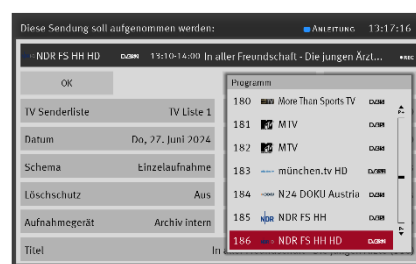 Diese Sendung soll aufgenommen werden: ANLEITUNG 13:17:16
NDR FS HH HD 13:10-14:00 In aller Freundschaft - Die jungen Ärzt... REC
OK
TV Senderliste TV Liste 1
Datum Do, 27. Juni 2024
Schema Einzelaufnahme
Löschschutz Aus
Aufnahmegerät Archiv intern
Titel In
Programm
180 More Than Sports TV
181 MTV
182 MTV
183 münchen.tv HD
184 N24 DOKU Austria
185 NDR NDR FS HH
186 NDR FS HH HD
P+
P-